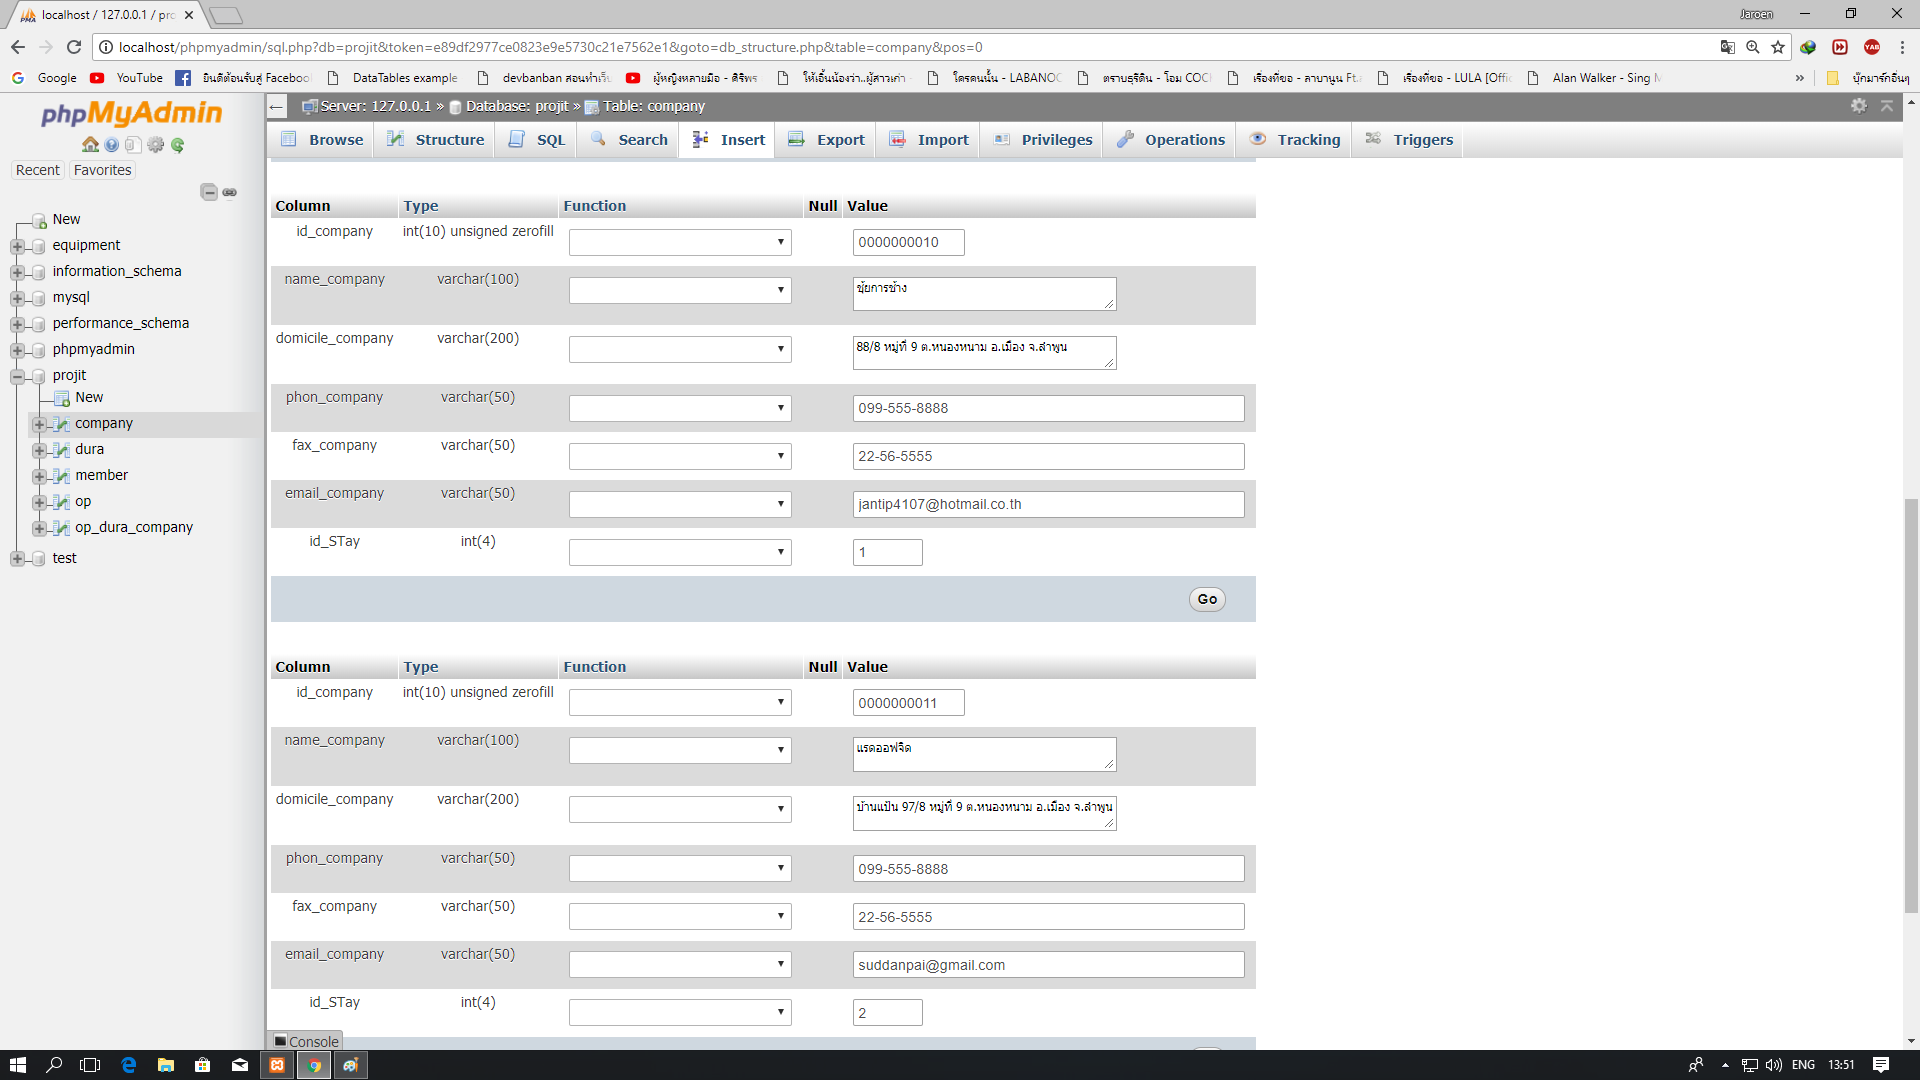 localhost / 127.0.0.1 / pro
Jaroen
localhost/phpmyadmin/sql.php?db=projit&token=e89df2977ce0823e9e5730c21e7562e1&goto=db_structure.php&table=company&pos=0
Google YouTube ยินดีต้อนรับสู่ Facebook DataTables example devbanban สอนทำเว็บ ผู้หญิงหลายมือ - ศิริพร ให้เอิ้นน้องว่า..ผู้สาวเก่า - ใครคนนั้น - LABANOO ตราบธุรีดิน - โอม COC เรื่องที่ขอ - ลาบานูน Ft. เรื่องที่ขอ - LULA [Offic Alan Walker - Sing M » บุ๊กมาร์กอื่นๆ
phpMyAdmin
Recent Favorites
New
equipment
information_schema
mysql
performance_schema
phpmyadmin
projit
New
company
dura
member
op
op_dura_company
test
Server: 127.0.0.1 » Database: projit » Table: company
Browse Structure SQL Search Insert Export Import Privileges Operations Tracking Triggers
Column Type Function Null Value
id_company int(10) unsigned zerofill 0000000010
name_company varchar(100) ชุ้ยการช้าง
domicile_company varchar(200) 88/8 หมู่ที่ 9 ต.หนองหนาม อ.เมือง จ.ลำพูน
phon_company varchar(50) 099-555-8888
fax_company varchar(50) 22-56-5555
email_company varchar(50) jantip4107@hotmail.co.th
id_STay int(4) 1
Go
Column Type Function Null Value
id_company int(10) unsigned zerofill 0000000011
name_company varchar(100) แรดออฟจิด
domicile_company varchar(200) บ้านแป้น 97/8 หมู่ที่ 9 ต.หนองหนาม อ.เมือง จ.ลำพูน
phon_company varchar(50) 099-555-8888
fax_company varchar(50) 22-56-5555
email_company varchar(50) suddanpai@gmail.com
id_STay int(4) 2
Console
ENG 13:51